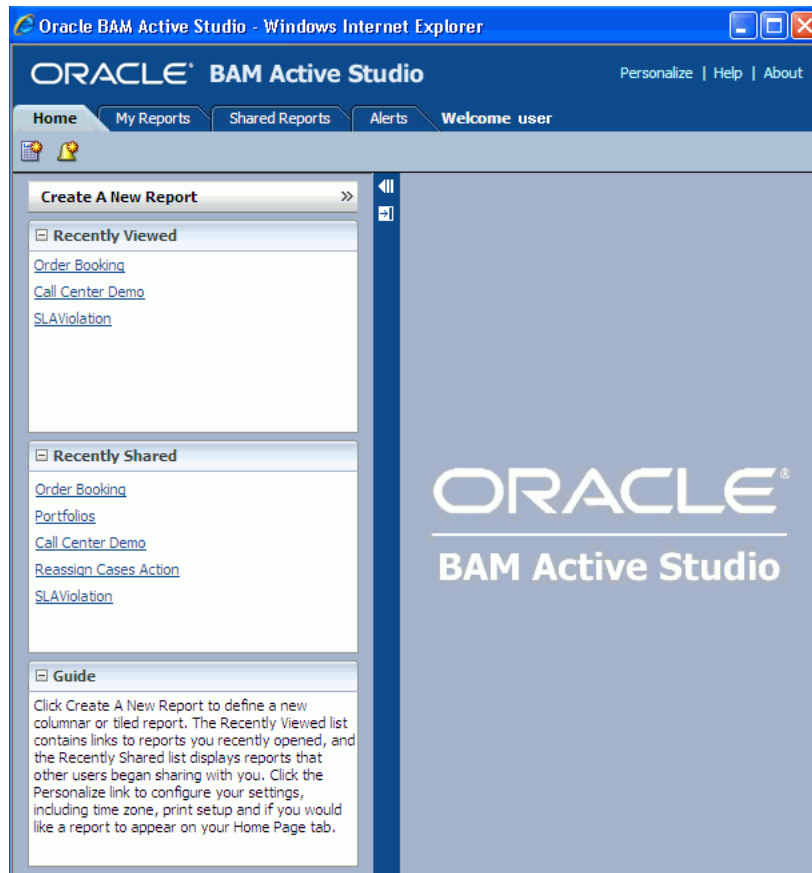 Oracle BAM Active Studio - Windows Internet Explorer
ORACLE® BAM Active Studio
Personalize | Help | About
Home My Reports Shared Reports Alerts Welcome user
Create A New Report »
Recently Viewed
Order Booking
Call Center Demo
SLAViolation
Recently Shared
Order Booking
Portfolios
Call Center Demo
Reassign Cases Action
SLAViolation
Guide
Click Create A New Report to define a new
columnar or tiled report. The Recently Viewed list
contains links to reports you recently opened, and
the Recently Shared list displays reports that
other users began sharing with you. Click the
Personalize link to configure your settings,
including time zone, print setup and if you would
like a report to appear on your Home Page tab.
ORACLE®
BAM Active Studio